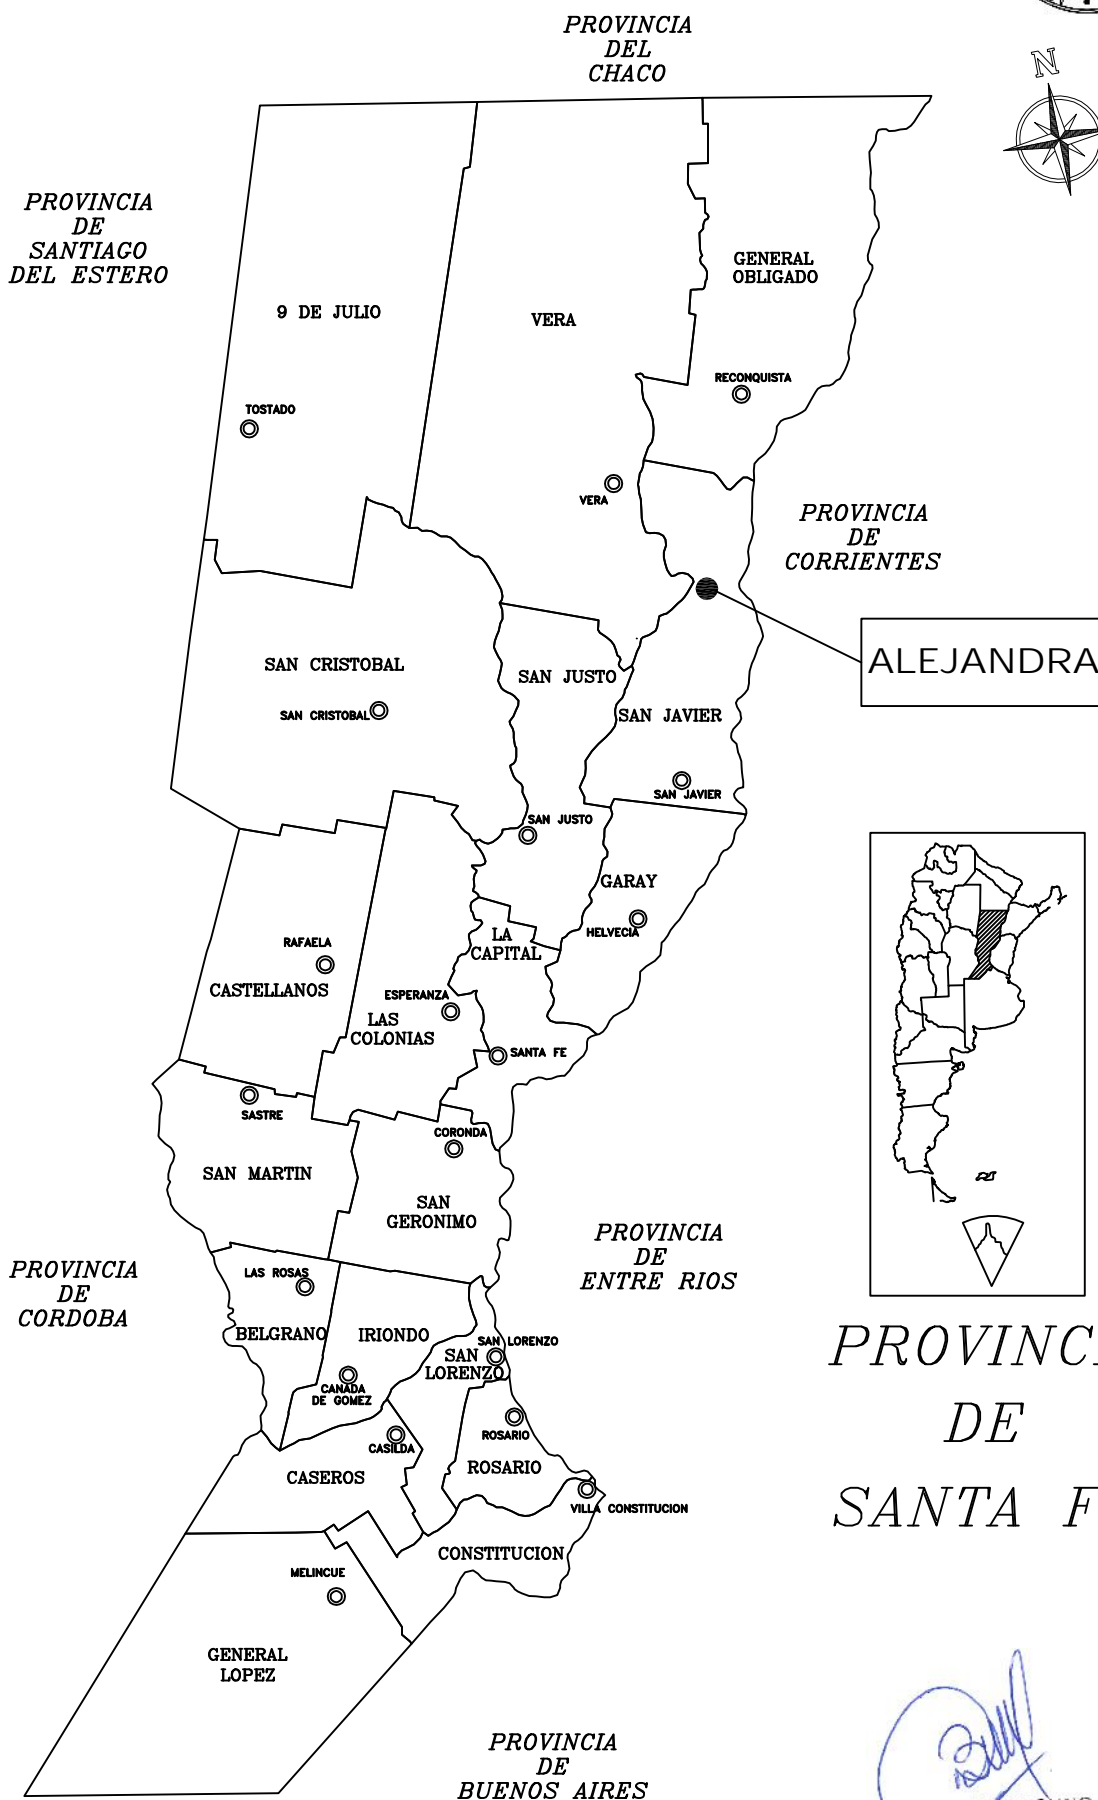 PROVINCIA
DEL
CHACO
N
PROVINCIA
DE
SANTIAGO
DEL ESTERO
GENERAL
OBLIGADO
9 DE JULIO
VERA
RECONQUISTA
TOSTADO
VERA
PROVINCIA
DE
CORRIENTES
ALEJANDRA
SAN CRISTOBAL
SAN JUSTO
SAN CRISTOBAL
SAN JAVIER
SAN JAVIER
SAN JUSTO
GARAY
HELVECIA
LA
CAPITAL
RAFAELA
CASTELLANOS
ESPERANZA
LAS
COLONIAS
SANTA FE
SASTRE
CORONDA
SAN MARTIN
SAN
GERONIMO
PROVINCIA
DE
ENTRE RIOS
PROVINCIA
DE
CORDOBA
LAS ROSAS
BELGRANO
IRIONDO
SAN LORENZO
SAN
LORENZO
CANADA
DE GOMEZ
ROSARIO
CASILDA
CASEROS
ROSARIO
VILLA CONSTITUCION
CONSTITUCION
MELINCUE
GENERAL
LOPEZ
PROVINCIA
DE
BUENOS AIRES
PROVINCI
DE
SANTA F